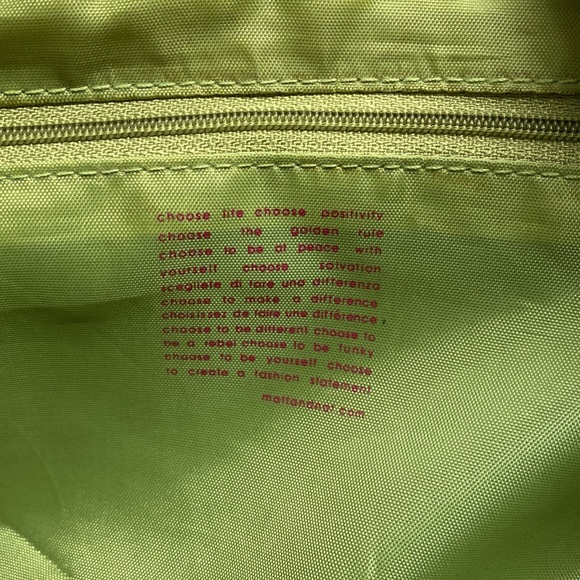 choose life choose positivity
choose the golden rule
choose to be at peace with
yourself choose salvation
scegliete di fare una differenza
choose to make a difference
choisissez de faire une différence
choose to be different choose to
be a rebel choose to be funky
choose to be yourself choose
to create a fashion statement
mattandnat.com